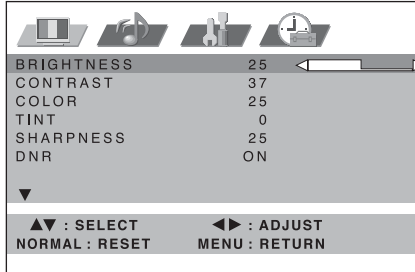 BRIGHTNESS 25
CONTRAST 37
COLOR 25
TINT 0
SHARPNESS 25
DNR ON
▼
▲▼ : SELECT ◀▶ : ADJUST
NORMAL : RESET MENU : RETURN